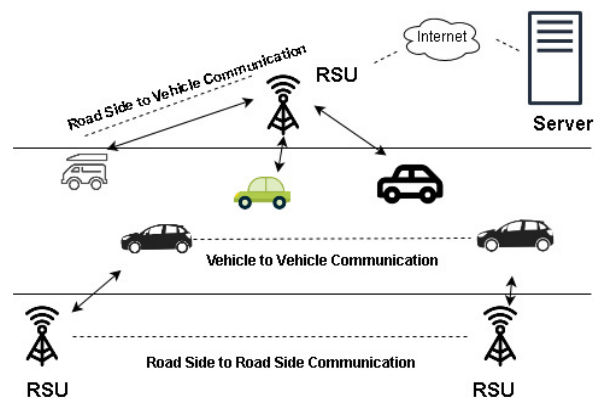 Internet
RSU
Road Side to Vehicle Communication
Server
Vehicle to Vehicle Communication
Road Side to Road Side Communication
RSU
RSU